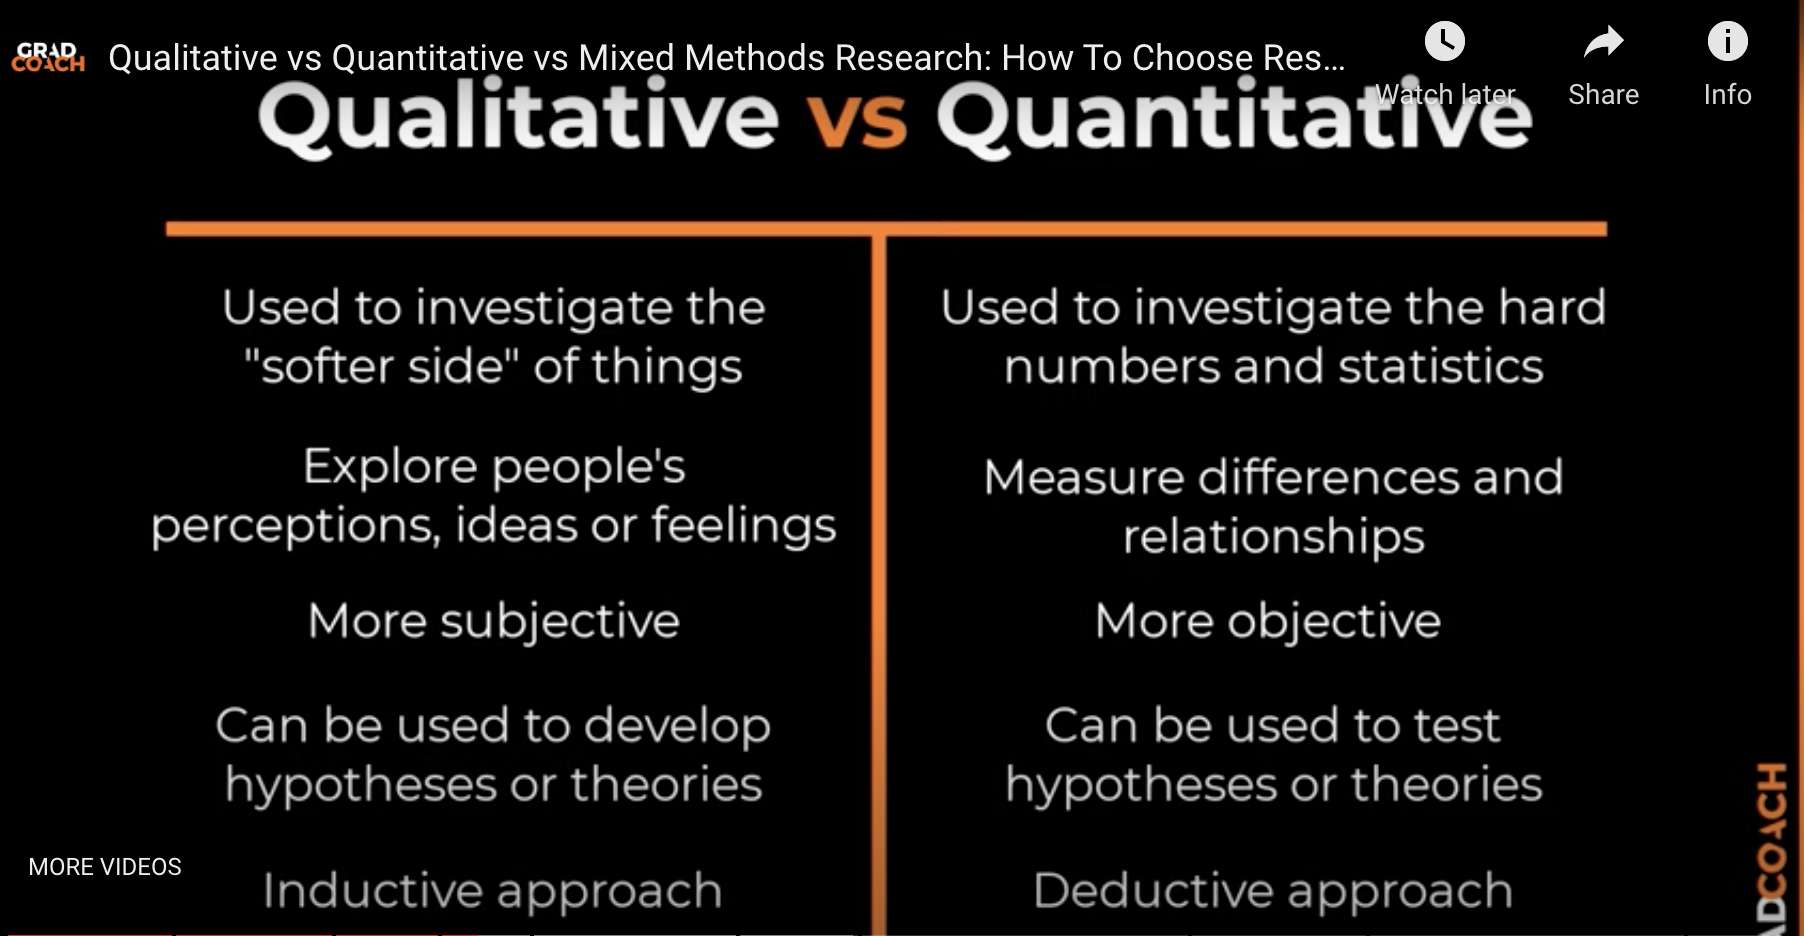 GRAD
COACH
Qualitative vs Quantitative vs Mixed Methods Research: How To Choose Res...
Watch later
Share
Info
Qualitative vs Quantitative
Used to investigate the
"softer side" of things
Explore people's
perceptions, ideas or feelings
More subjective
Can be used to develop
hypotheses or theories
Inductive approach
Used to investigate the hard
numbers and statistics
Measure differences and
relationships
More objective
Can be used to test
hypotheses or theories
Deductive approach
MORE VIDEOS
ADCOACH